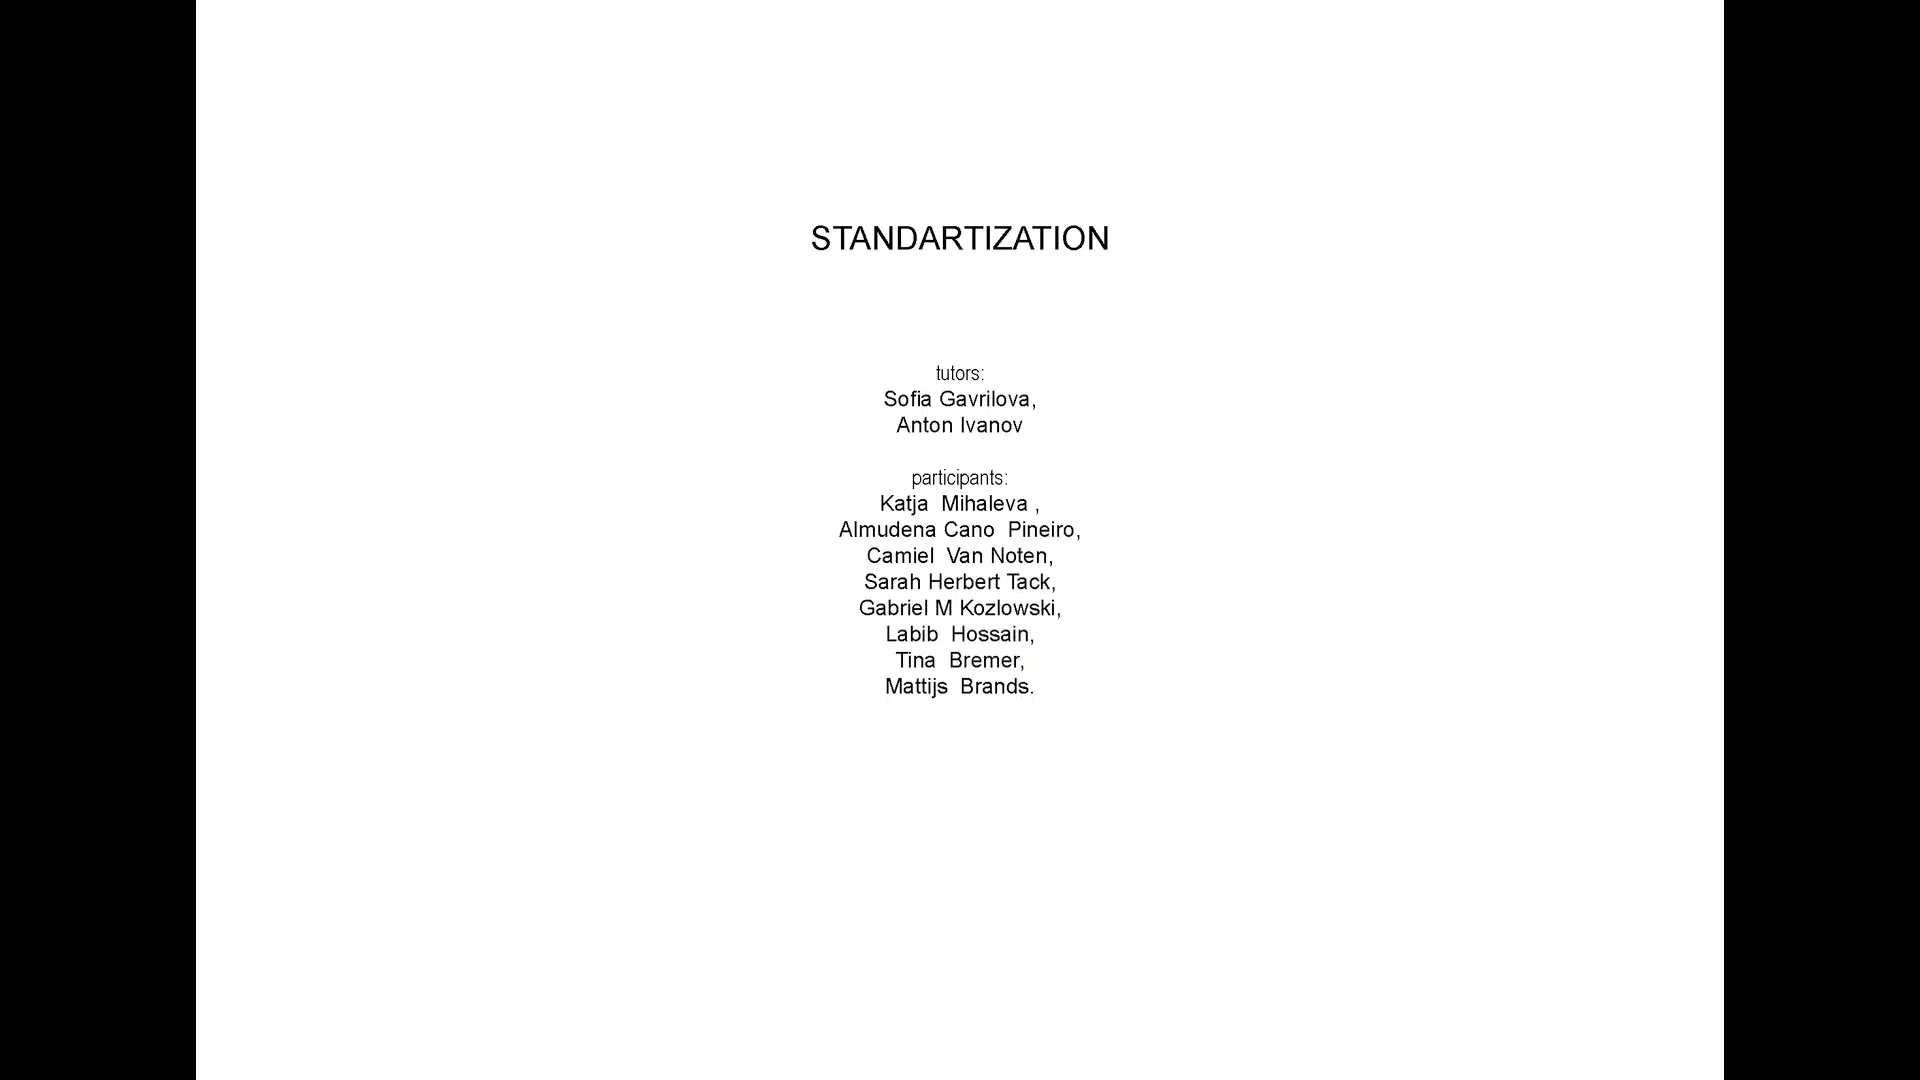 STANDARTIZATION
tutors:
Sofia Gavrilova,
Anton Ivanov
participants:
Katja  Mihaleva ,
Almudena Cano  Pineiro,
Camiel  Van Noten,
Sarah Herbert Tack,
Gabriel M Kozlowski,
Labib  Hossain,
Tina  Bremer,
Mattijs  Brands.